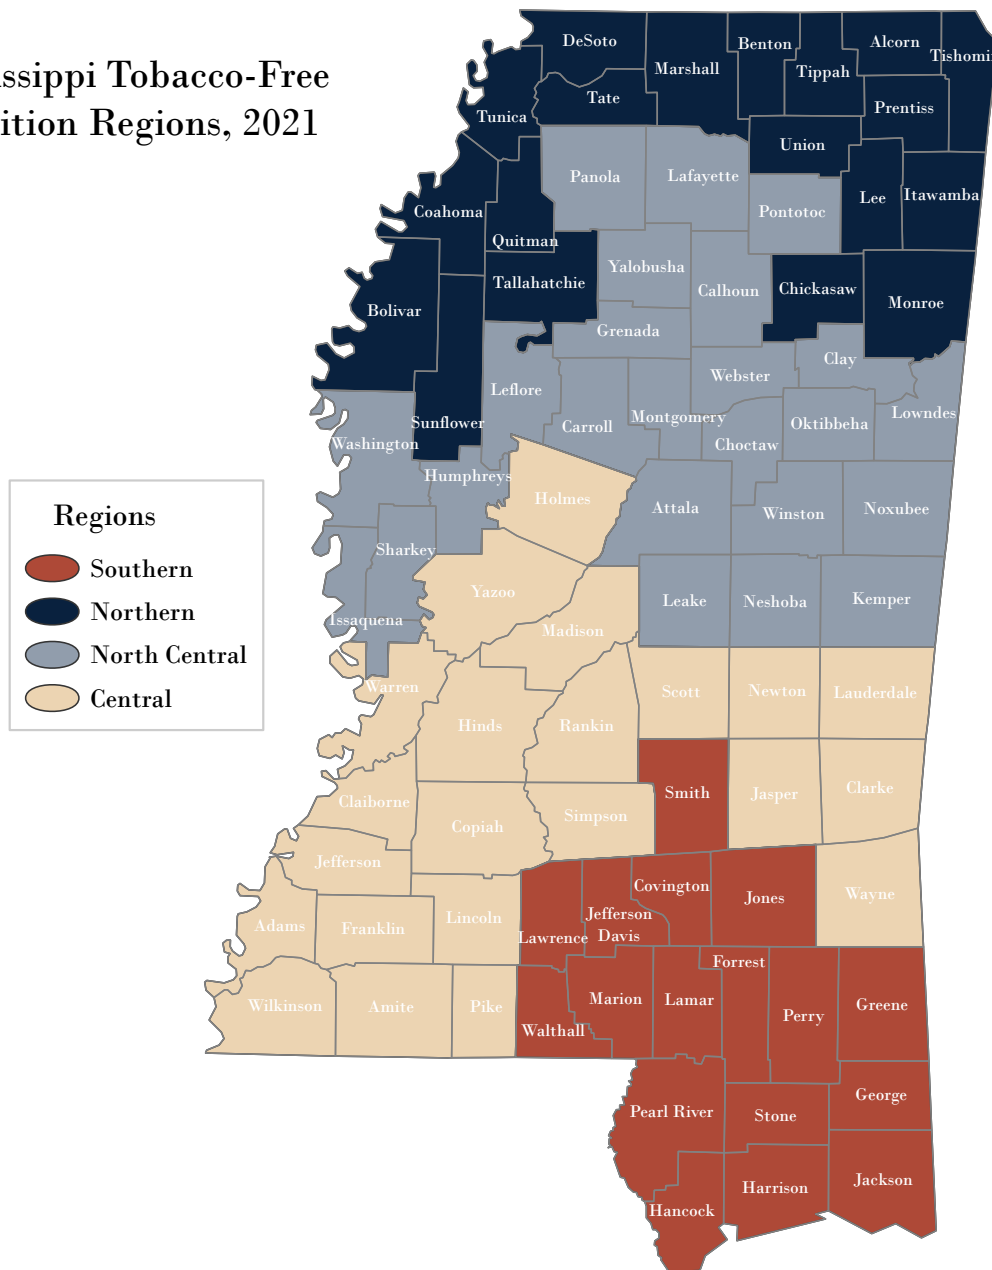 ssissippi Tobacco-Free
ition Regions, 2021
DeSoto
Benton
Alcorn
Tishomi
Marshall
Tippah
Tate
Prentiss
Tunica
Union
Panola
Lafayette
Lee
Itawamba
Coahoma
Pontotoc
Quitman
Yalobusha
Tallahatchie
Calhoun
Chickasaw
Monroe
Bolivar
Grenada
Clay
Webster
Leflore
Lowndes
Montgomery
Sunflower
Carroll
Oktibbeha
Washington
Choctaw
Humphreys
Holmes
Attala
Winston
Noxubee
Regions
Southern
Northern
North Central
Central
Sharkey
Yazoo
Leake
Neshoba
Kemper
Issaquena
Madison
Warren
Scott
Newton
Lauderdale
Hinds
Rankin
Smith
Jasper
Clarke
Claiborne
Copiah
Simpson
Jefferson
Covington
Jones
Wayne
Adams
Franklin
Lincoln
Jefferson
Davis
Lawrence
Forrest
Wilkinson
Amite
Pike
Marion
Lamar
Perry
Greene
Walthall
George
Pearl River
Stone
Harrison
Jackson
Hancock